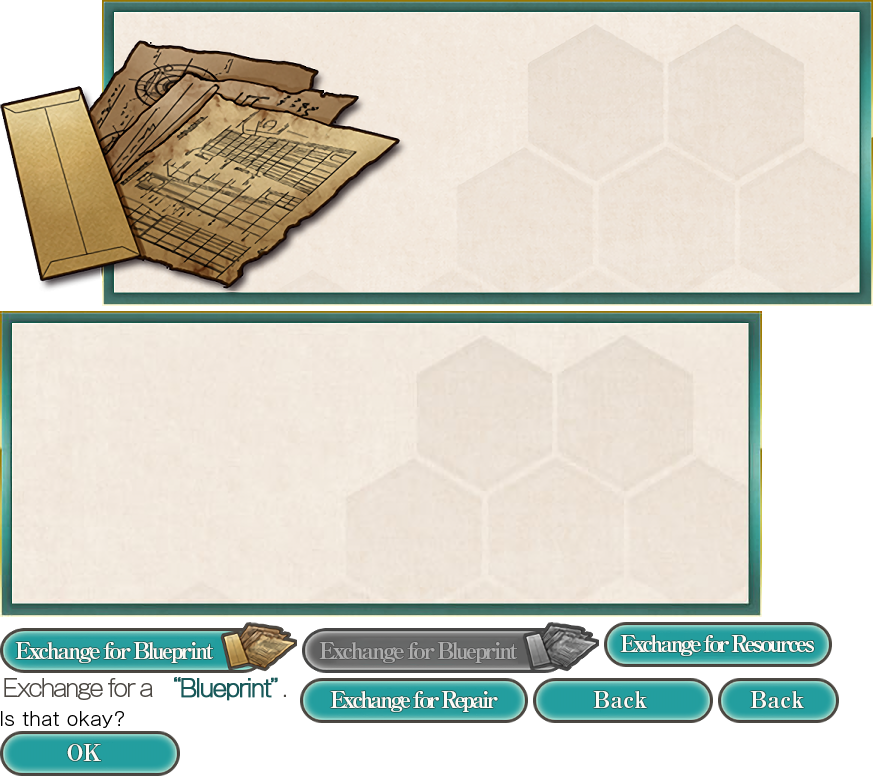 Exchange for Blueprint
Exchange for Blueprint
Exchange for Resources
Exchange for a “Blueprint”.
Is that okay?
Exchange for Repair
Back
Back
OK